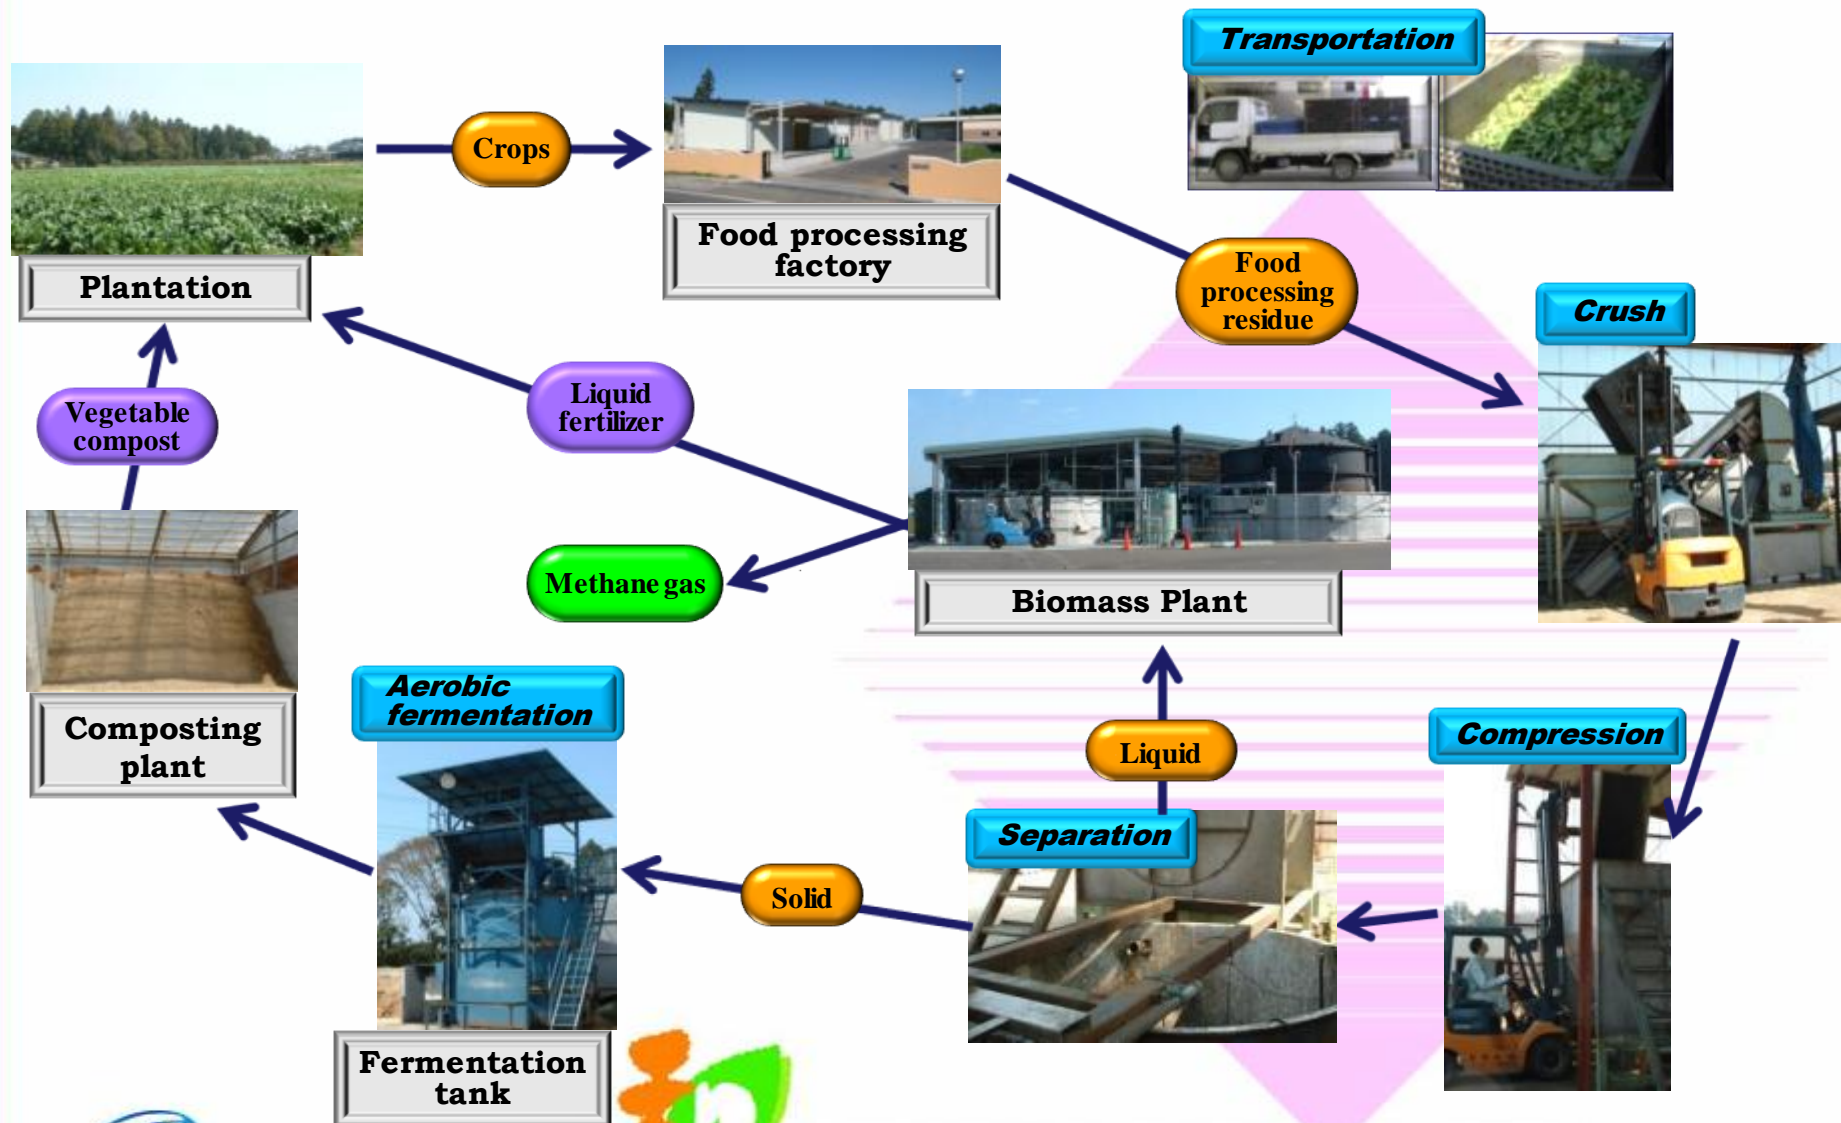 Transportation
Crops
Food processing
factory
Plantation
Food
processing
residue
Crush
Liquid
fertilizer
Vegetable
compost
Methane gas
Biomass Plant
Aerobic
fermentation
Composting
plant
Liquid
Compression
Separation
Solid
Fermentation
tank